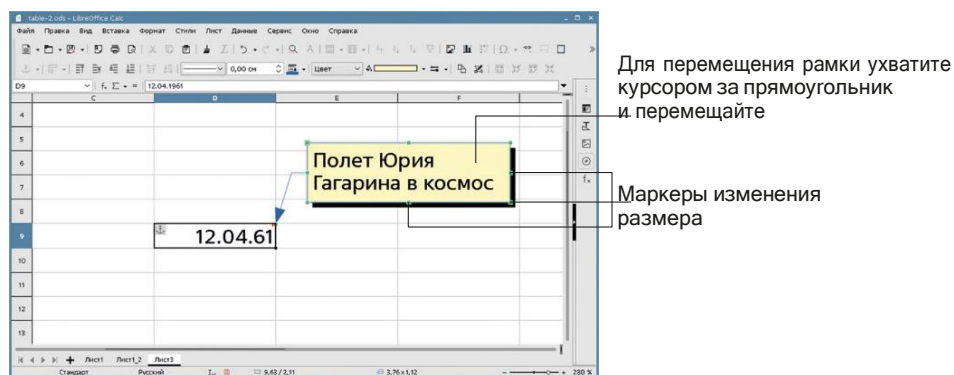 table-2.ods - LibreOffice Calc
Файл Правка Вид Вставка Формат Стили Лист Данные Сервис Окно Справка
0,00 см Цвет
D9 12.04.1961
C D E F
4
5
6
7
8
9
10
11
12
13
Полет Юрия
Гагарина в космос
12.04.61
Для перемещения рамки ухватите
курсором за прямоугольник
и перемещайте
Маркеры изменения
размера
Лист1 Лист1_2 Лист3
Стандарт Русский 9,63 / 2,11 3,76 x 1,12 280 %